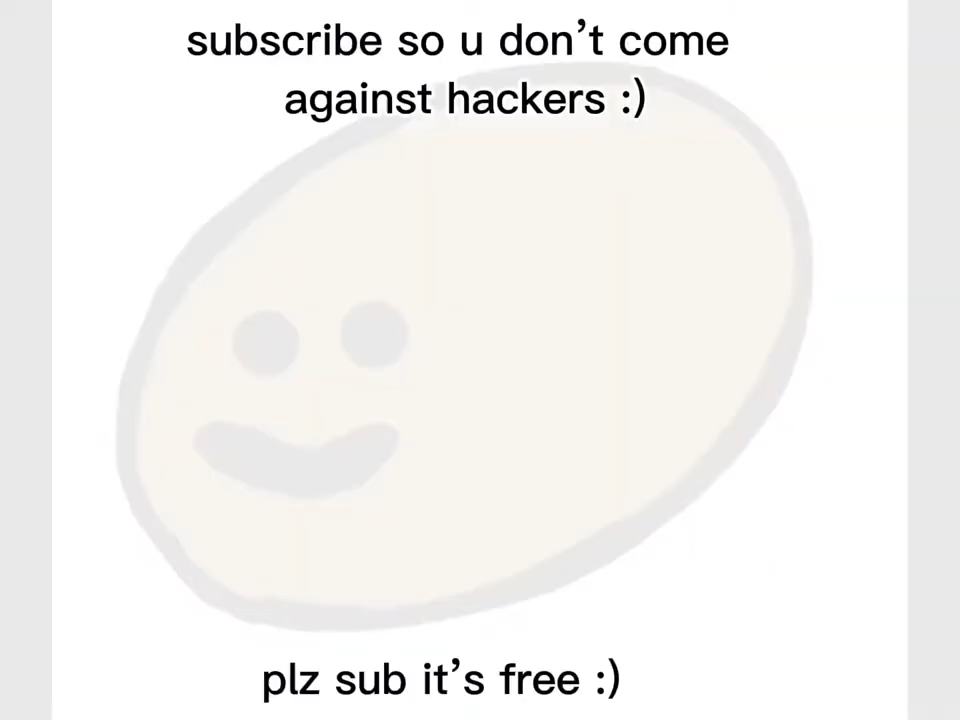 subscribe so u don’t come
against hackers :)
plz sub it’s free :)